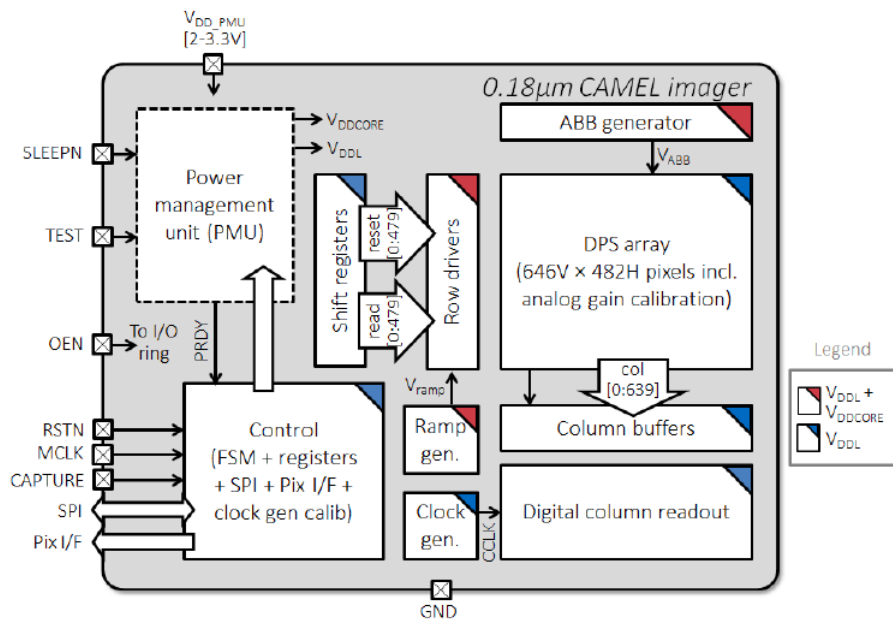 VDD_PMU
[2-3.3V]
0.18µm CAMEL imager
ABB generator
VABB
VDDCORE
VDDL
SLEEPN
TEST
OEN
To I/O
ring
Power
management
unit (PMU)
PRDY
Shift registers
reset
[0:479]
read
[0:479]
Row drivers
DPS array
(646V × 482H pixels incl.
analog gain calibration)
col
[0:639]
Column buffers
Vramp
Ramp
gen.
Clock
gen.
CCLK
Digital column readout
RSTN
MCLK
CAPTURE
SPI
Pix I/F
Control
(FSM + registers
+ SPI + Pix I/F +
clock gen calib)
GND
Legend
VDDL +
VDDCORE
VDDL